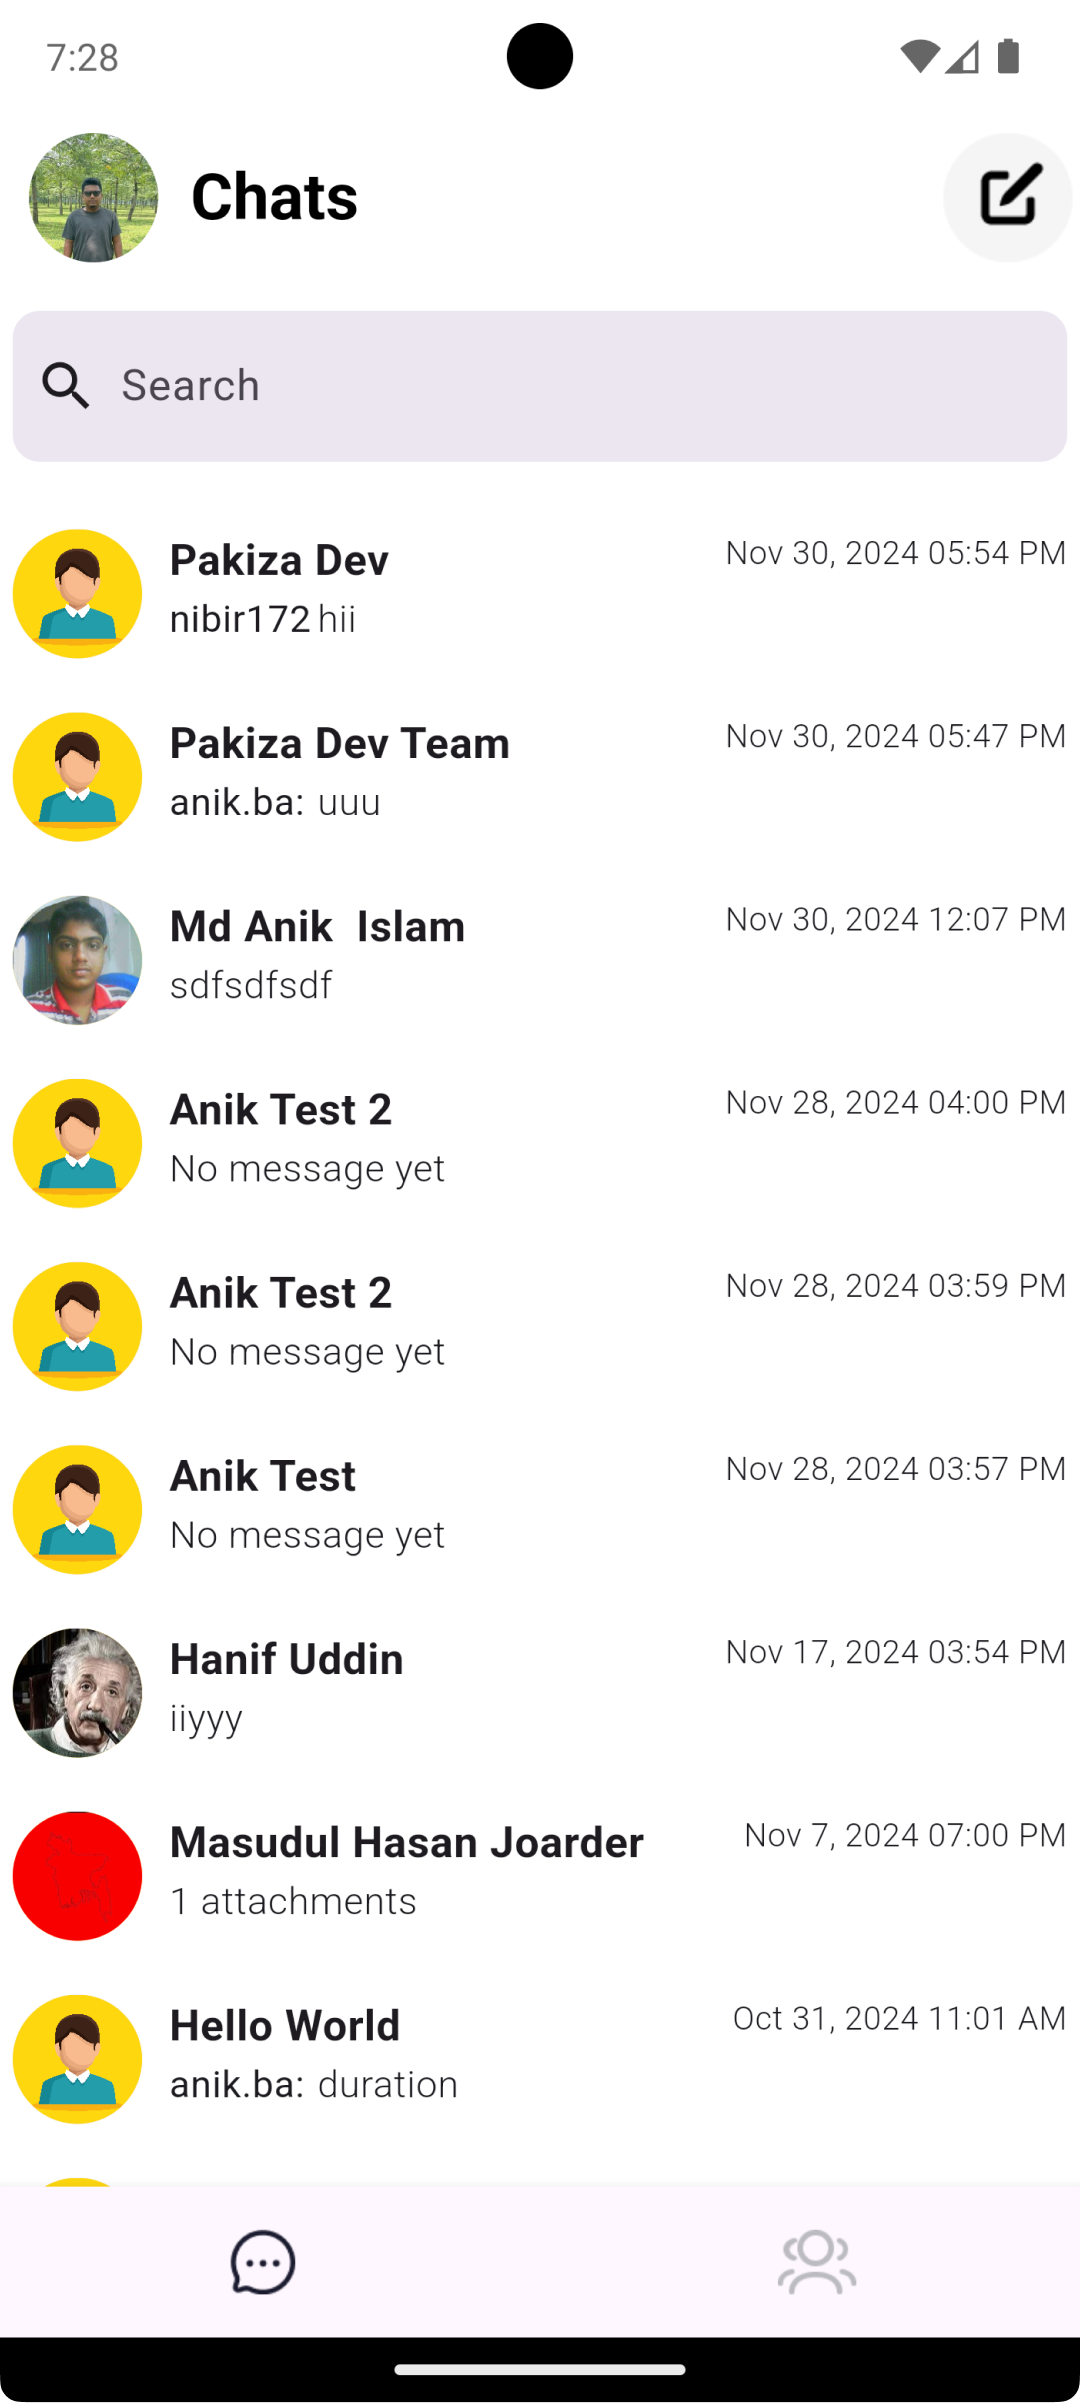 7:28
Chats
Search
Pakiza Dev
Nov 30, 2024 05:54 PM
nibir172 hii
Pakiza Dev Team
Nov 30, 2024 05:47 PM
anik.ba: uuu
Md Anik  Islam
Nov 30, 2024 12:07 PM
sdfsdfsdf
Anik Test 2
Nov 28, 2024 04:00 PM
No message yet
Anik Test 2
Nov 28, 2024 03:59 PM
No message yet
Anik Test
Nov 28, 2024 03:57 PM
No message yet
Hanif Uddin
Nov 17, 2024 03:54 PM
iiyyy
Masudul Hasan Joarder
Nov 7, 2024 07:00 PM
1 attachments
Hello World
Oct 31, 2024 11:01 AM
anik.ba: duration